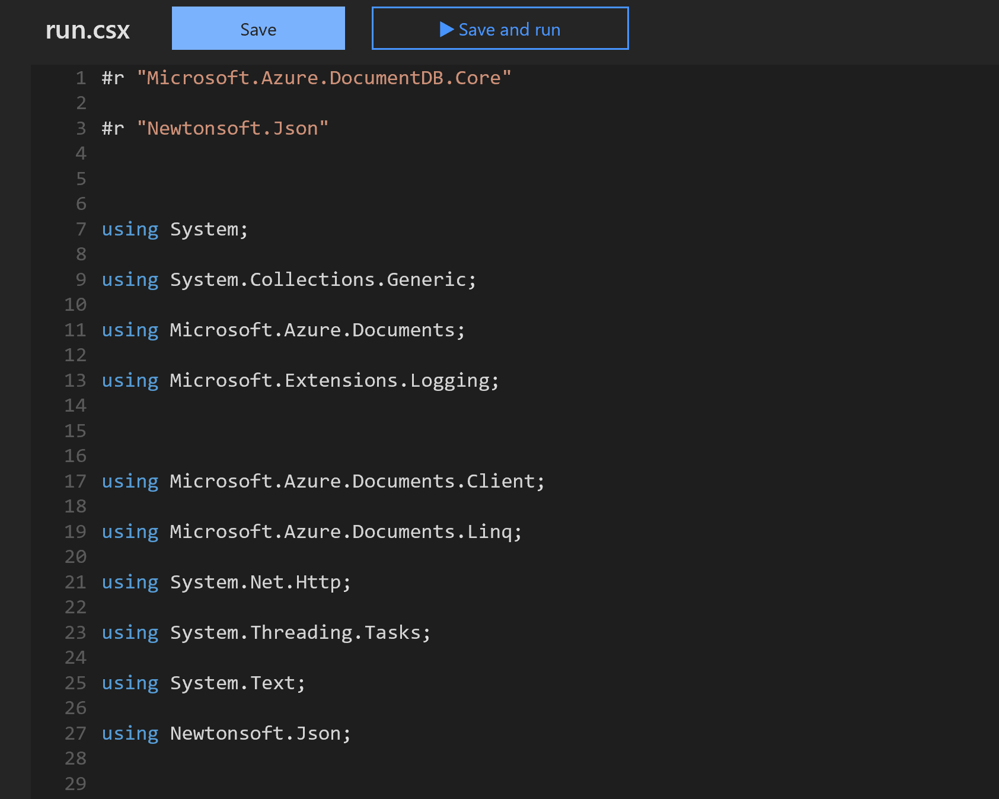 run.csx Save Save and run
1 #r "Microsoft.Azure.DocumentDB.Core"
2
3 #r "Newtonsoft.Json"
4
5
6
7 using System;
8
9 using System.Collections.Generic;
10
11 using Microsoft.Azure.Documents;
12
13 using Microsoft.Extensions.Logging;
14
15
16
17 using Microsoft.Azure.Documents.Client;
18
19 using Microsoft.Azure.Documents.Linq;
20
21 using System.Net.Http;
22
23 using System.Threading.Tasks;
24
25 using System.Text;
26
27 using Newtonsoft.Json;
28
29